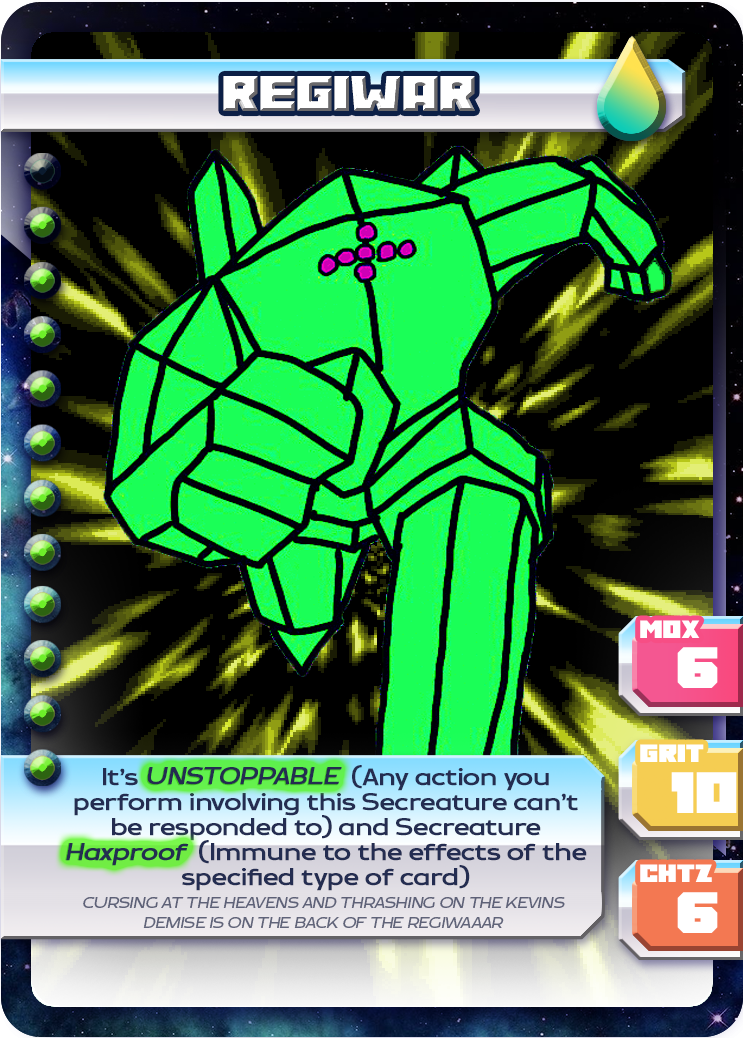 REGIWAR
MOX
6
GRIT
10
CHTZ
6
It's UNSTOPPABLE (Any action you
perform involving this Secreature can't
be responded to) and Secreature
Haxproof (Immune to the effects of the
specified type of card)
CURSING AT THE HEAVENS AND THRASHING ON THE KEVINS
DEMISE IS ON THE BACK OF THE REGIWAAAR